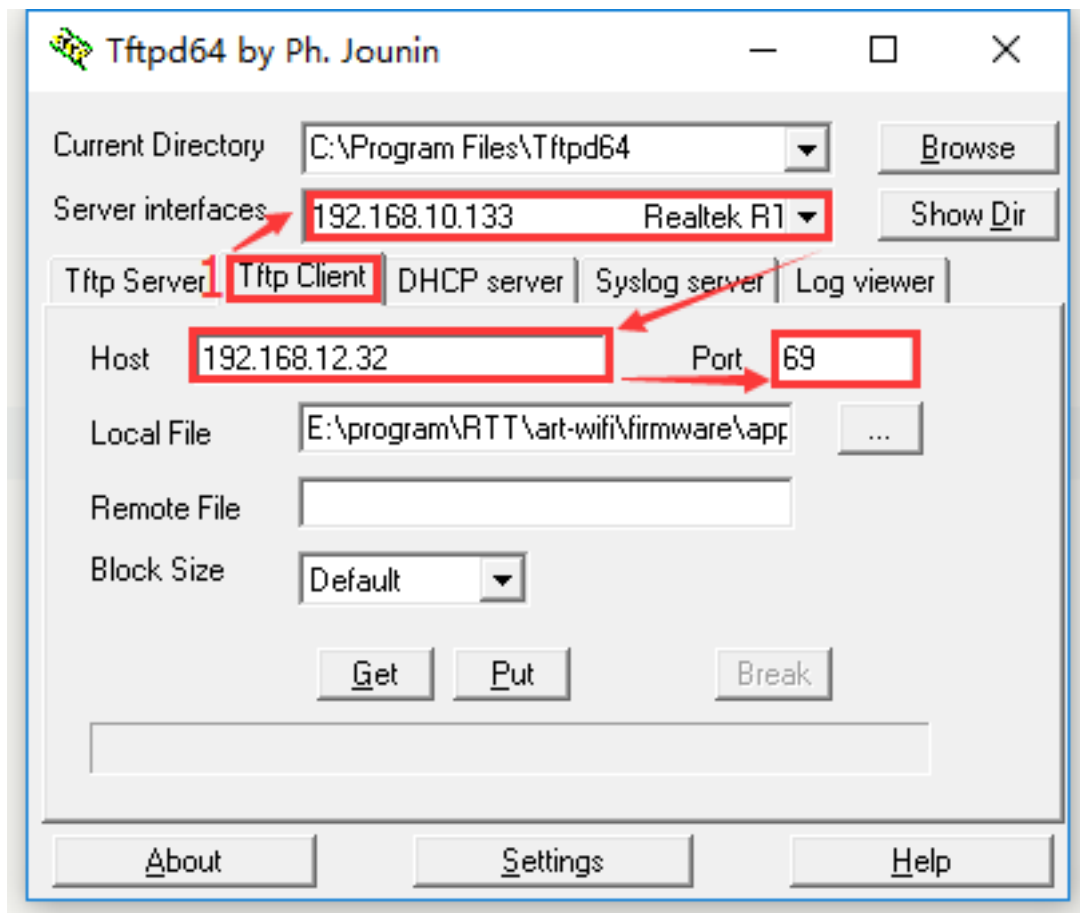 Tftpd64 by Ph. Jounin
Current Directory C:\Program Files\Tftpd64 Browse
Server interfaces 192.168.10.133 Realtek RT Show Dir
1
Tftp Server Tftp Client DHCP server Syslog server Log viewer
Host 192.168.12.32 Port 69
Local File E:\program\RTT\art-wifi\firmware\app ...
Remote File
Block Size Default
Get Put Break
About Settings Help